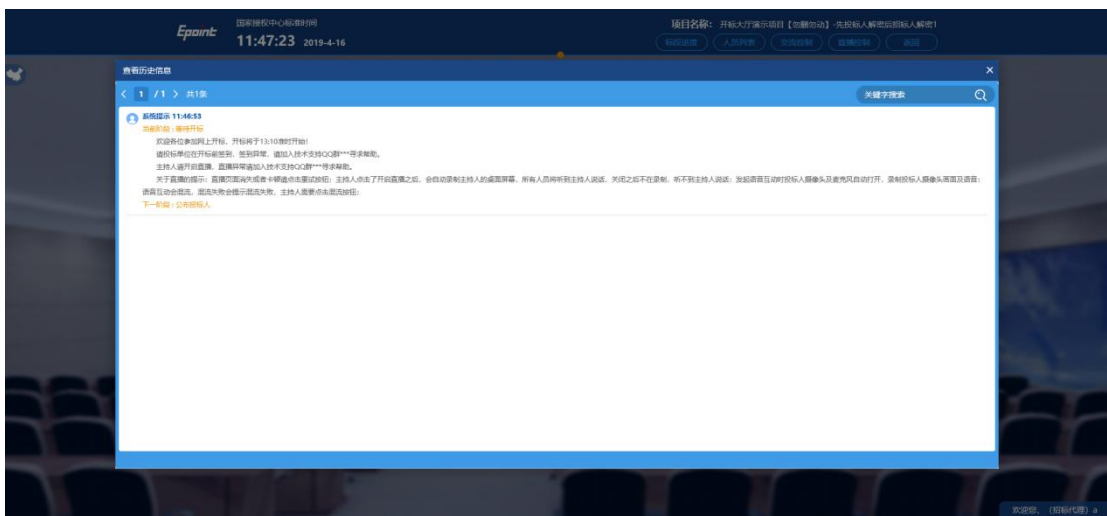 Epoint
国家授权中心标准时间
11:47:23 2019-4-16
项目名称： 开标大厅演示项目【勿删勿动】-先投标人解密后招标人解密1
标段进度 人员列表 交流控制 直播控制 返回
查看历史信息 ×
< 1 / 1 > 共1条 关键字搜索
系统提示 11:46:53
当前阶段：等待开标
欢迎各位参加网上开标，开标将于13:10准时开始!
请投标单位在开标前签到，签到异常，请加入技术支持QQ群***寻求帮助。
主持人请开启直播，直播异常请加入技术支持QQ群***寻求帮助。
关于直播的提示：直播页面消失或者卡顿请点击重试按钮；主持人点击了开启直播之后，会自动录制主持人的桌面屏幕，所有人员将听到主持人说话，关闭之后不在录制，听不到主持人说话；发起语音互动时投标人摄像头及麦克风自动打开，录制投标人摄像头画面及语音；
语音互动会混流，混流失败会提示混流失败，主持人需要点击混流按钮；
下一阶段：公布投标人
欢迎您，（招标代理）a